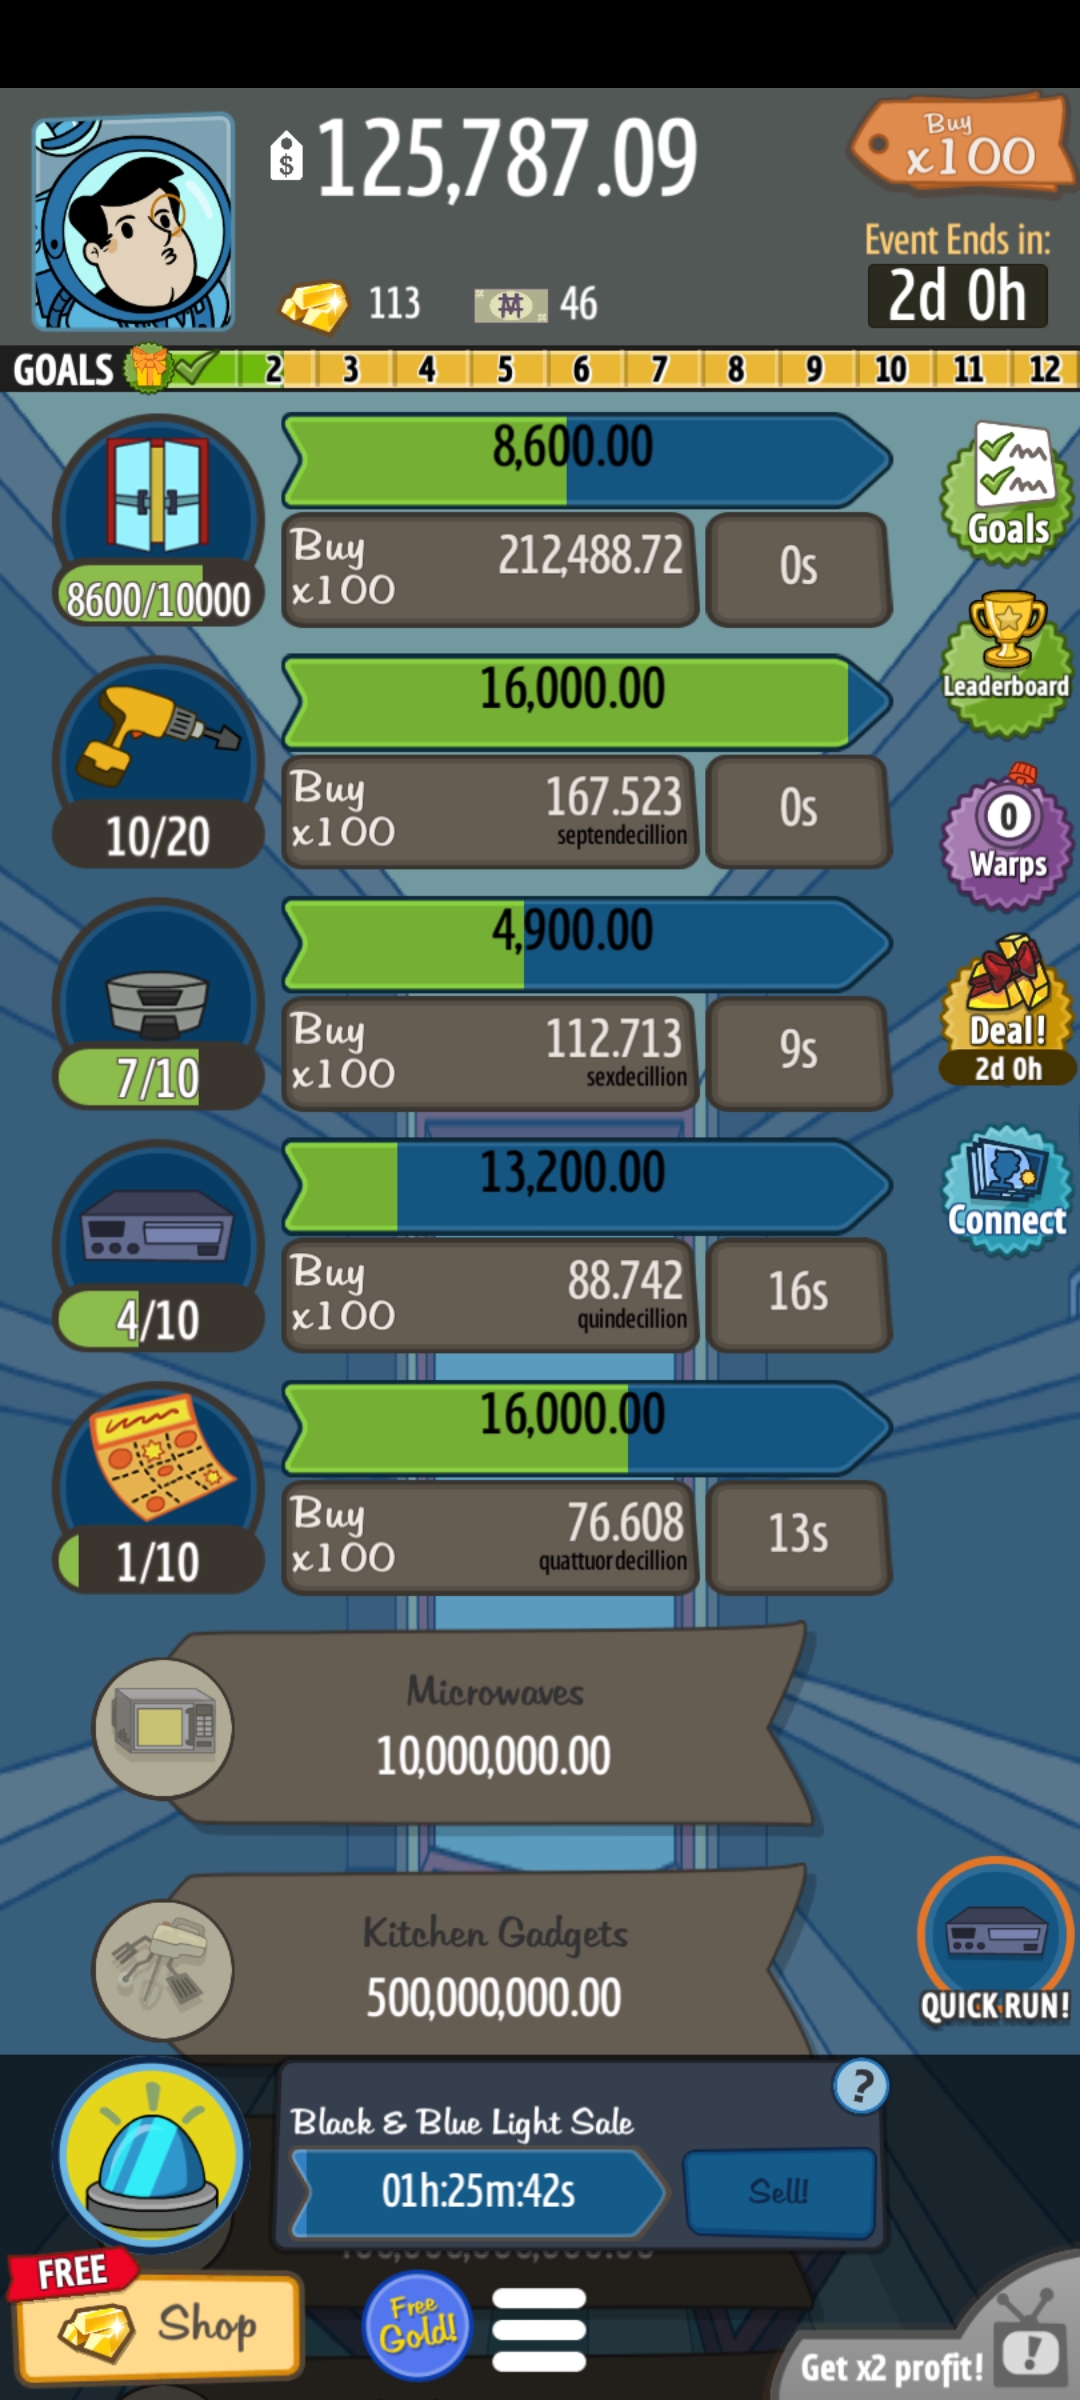 $ 125,787.09
Buy
x100
113
46
Event Ends in:
2d 0h
GOALS 2 3 4 5 6 7 8 9 10 11 12
8,600.00
Buy
x100
212,488.72
0s
8600/10000
Goals
16,000.00
Buy
x100
167.523
septendecillion
0s
10/20
Leaderboard
4,900.00
Buy
x100
112.713
sexdecillion
9s
7/10
0
Warps
13,200.00
Buy
x100
88.742
quindecillion
16s
4/10
Deal!
2d 0h
16,000.00
Buy
x100
76.608
quattuordecillion
13s
1/10
Connect
Microwaves
10,000,000.00
Kitchen Gadgets
500,000,000.00
QUICK RUN!
Black & Blue Light Sale
?
01h:25m:42s
Sell!
FREE
Shop
Free
Gold!
Get x2 profit!